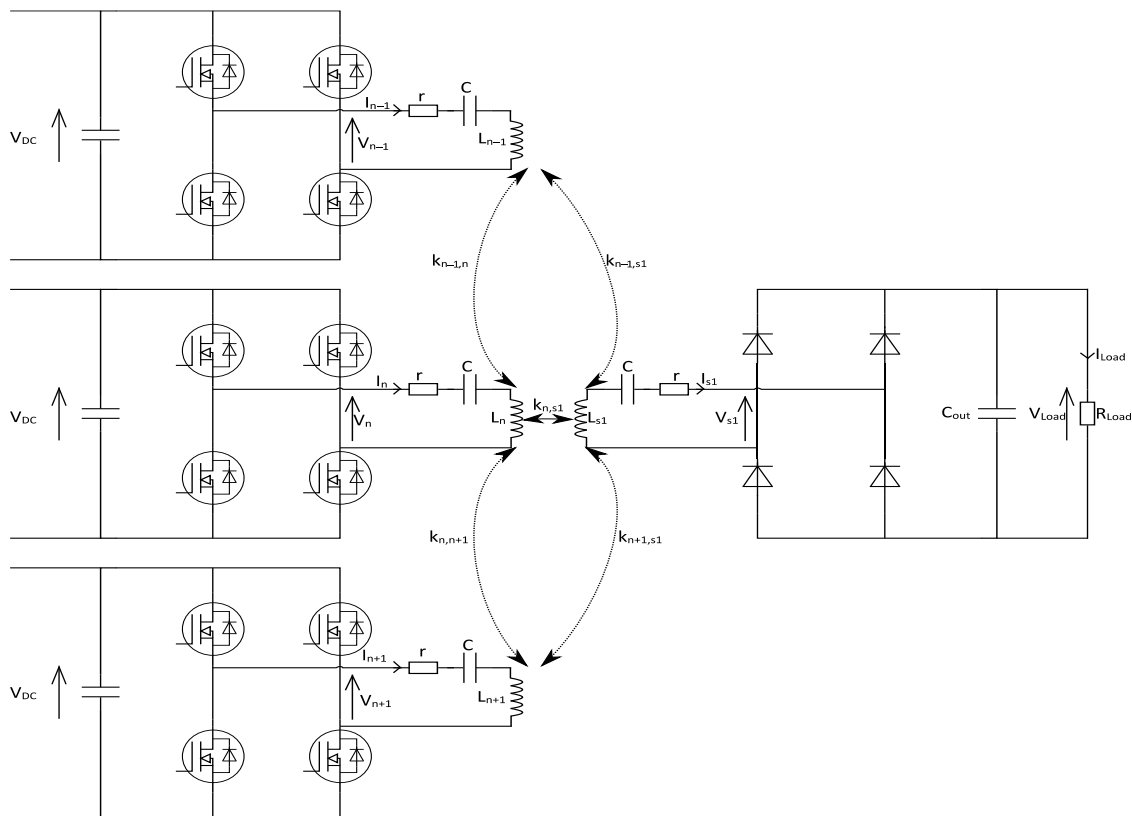 V_DC
I_n−1
r
C
V_n−1
L_n−1
k_n−1,n
k_n−1,s1
V_DC
I_n
r
C
V_n
L_n
k_n,s1
L_s1
C
r
I_s1
V_s1
C_out
V_Load
I_Load
R_Load
k_n,n+1
k_n+1,s1
V_DC
I_n+1
r
C
V_n+1
L_n+1